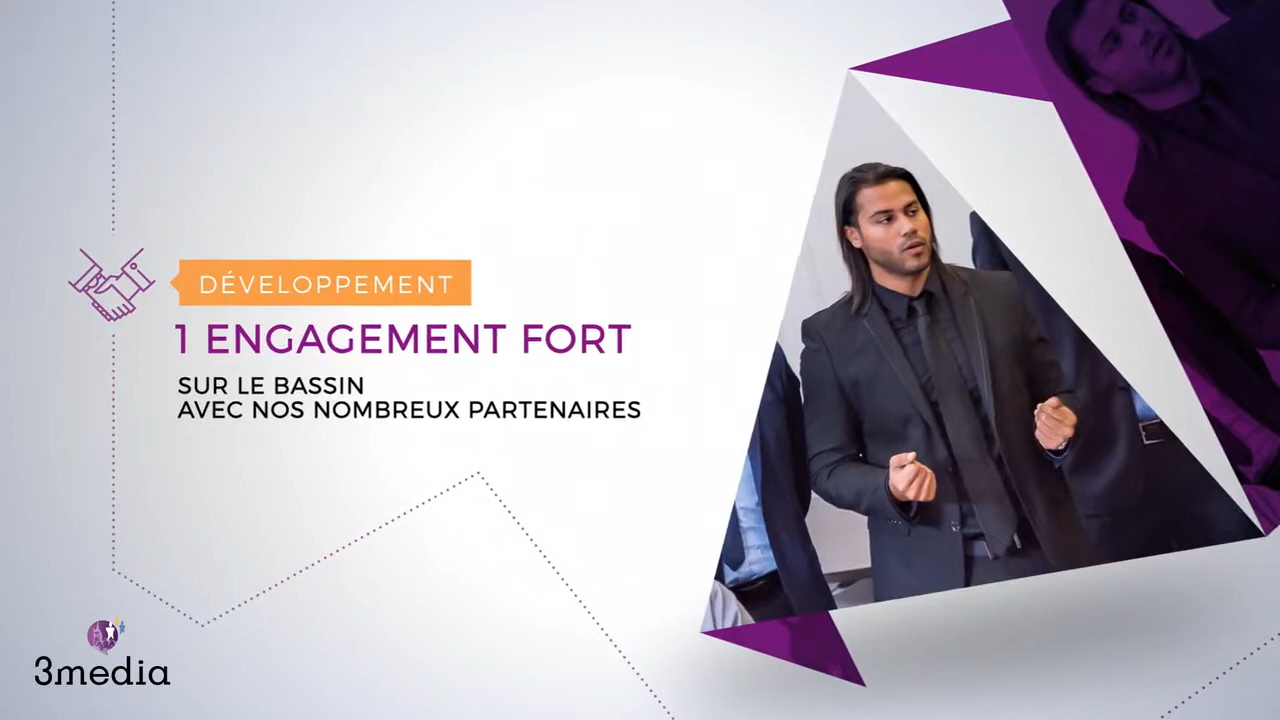 DÉVELOPPEMENT
1 ENGAGEMENT FORT
SUR LE BASSIN
AVEC NOS NOMBREUX PARTENAIRES
3media